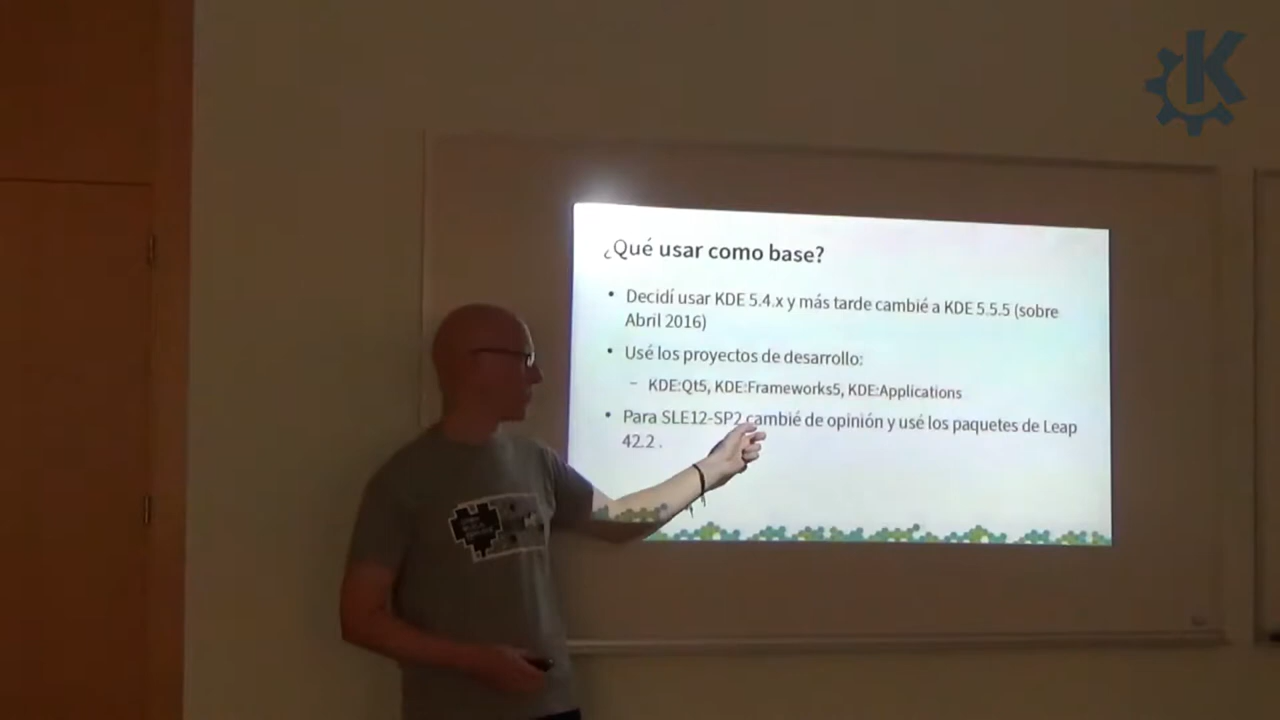 ¿Qué usar como base?
• Decidí usar KDE 5.4.x y más tarde cambié a KDE 5.5.5 (sobre
Abril 2016)
• Usé los proyectos de desarrollo:
– KDE:Qt5, KDE:Frameworks5, KDE:Applications
• Para SLE12-SP2 cambié de opinión y usé los paquetes de Leap
42.2 .
K